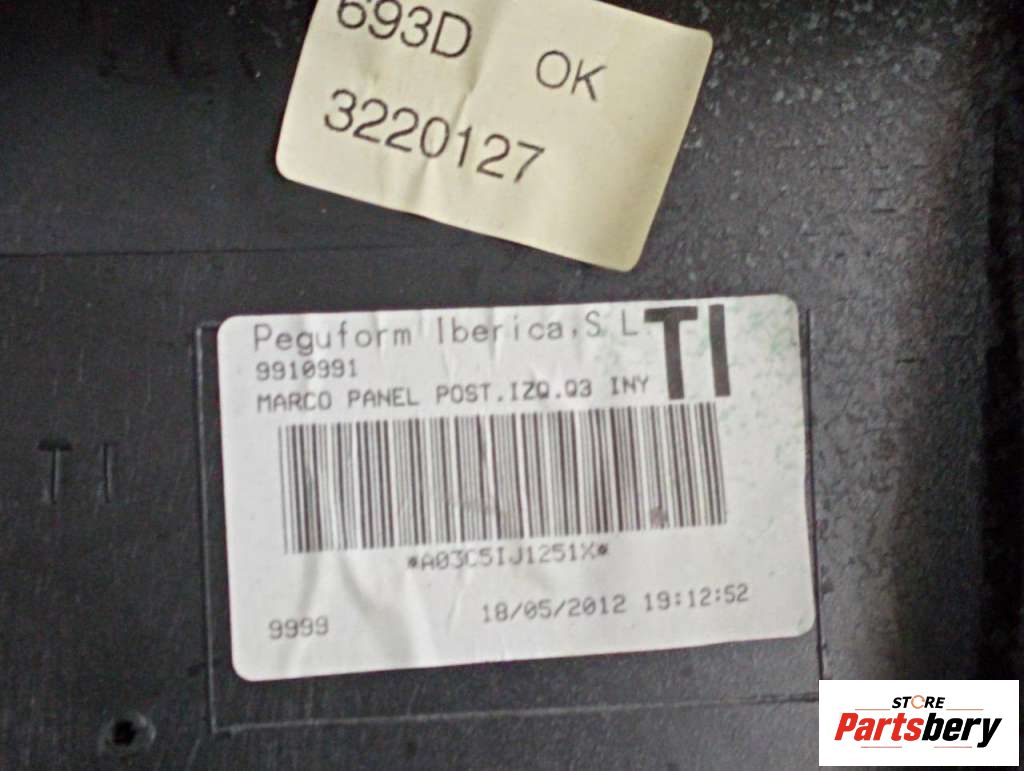 693D OK
3220127
Peguform Iberica,S L
TI
9910991
MARCO PANEL POST.IZQ.Q3 INY
TI
*A03C5IJ1251X*
9999 18/05/2012 19:12:52
STORE
Partsbery